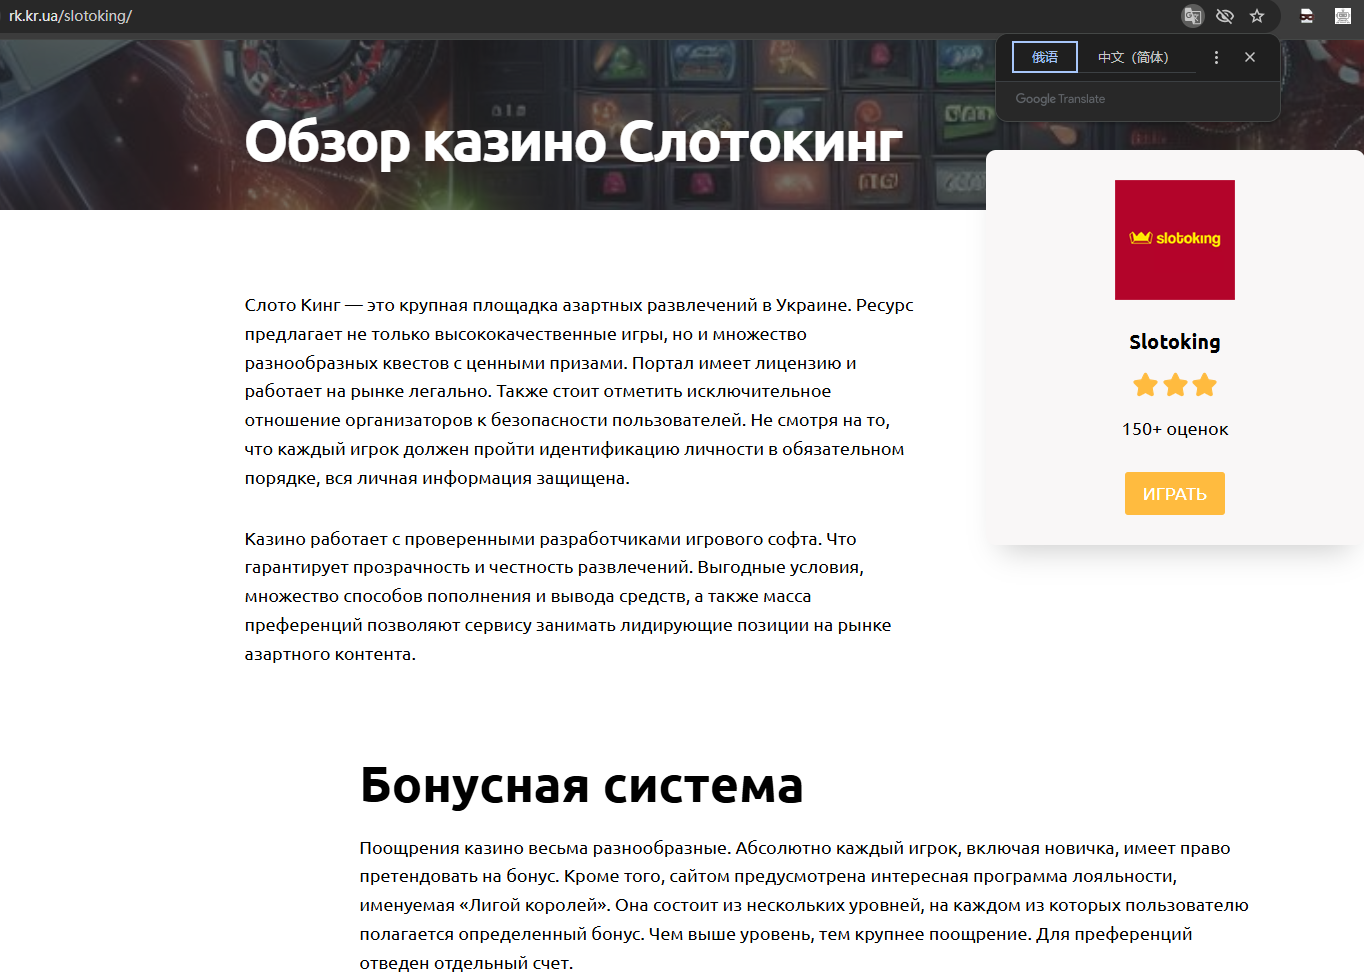 rk.kr.ua/slotoking/
俄语
中文（简体）
Google Translate
Обзор казино Слотокинг
slotoking
Slotoking
150+ оценок
ИГРАТЬ
Слото Кинг — это крупная площадка азартных развлечений в Украине. Ресурс
предлагает не только высококачественные игры, но и множество
разнообразных квестов с ценными призами. Портал имеет лицензию и
работает на рынке легально. Также стоит отметить исключительное
отношение организаторов к безопасности пользователей. Не смотря на то,
что каждый игрок должен пройти идентификацию личности в обязательном
порядке, вся личная информация защищена.
Казино работает с проверенными разработчиками игрового софта. Что
гарантирует прозрачность и честность развлечений. Выгодные условия,
множество способов пополнения и вывода средств, а также масса
преференций позволяют сервису занимать лидирующие позиции на рынке
азартного контента.
Бонусная система
Поощрения казино весьма разнообразные. Абсолютно каждый игрок, включая новичка, имеет право
претендовать на бонус. Кроме того, сайтом предусмотрена интересная программа лояльности,
именуемая «Лигой королей». Она состоит из нескольких уровней, на каждом из которых пользователю
полагается определенный бонус. Чем выше уровень, тем крупнее поощрение. Для преференций
отведен отдельный счет.